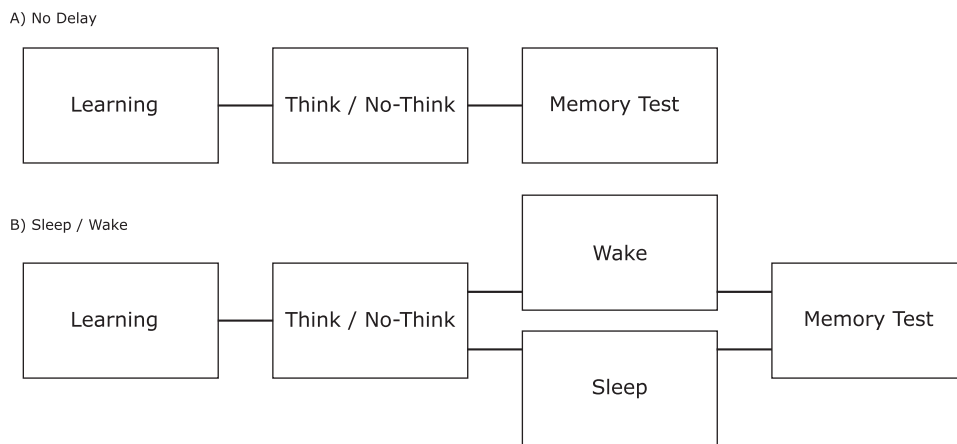 A) No Delay
Learning
Think / No-Think
Memory Test
B) Sleep / Wake
Learning
Think / No-Think
Wake
Sleep
Memory Test